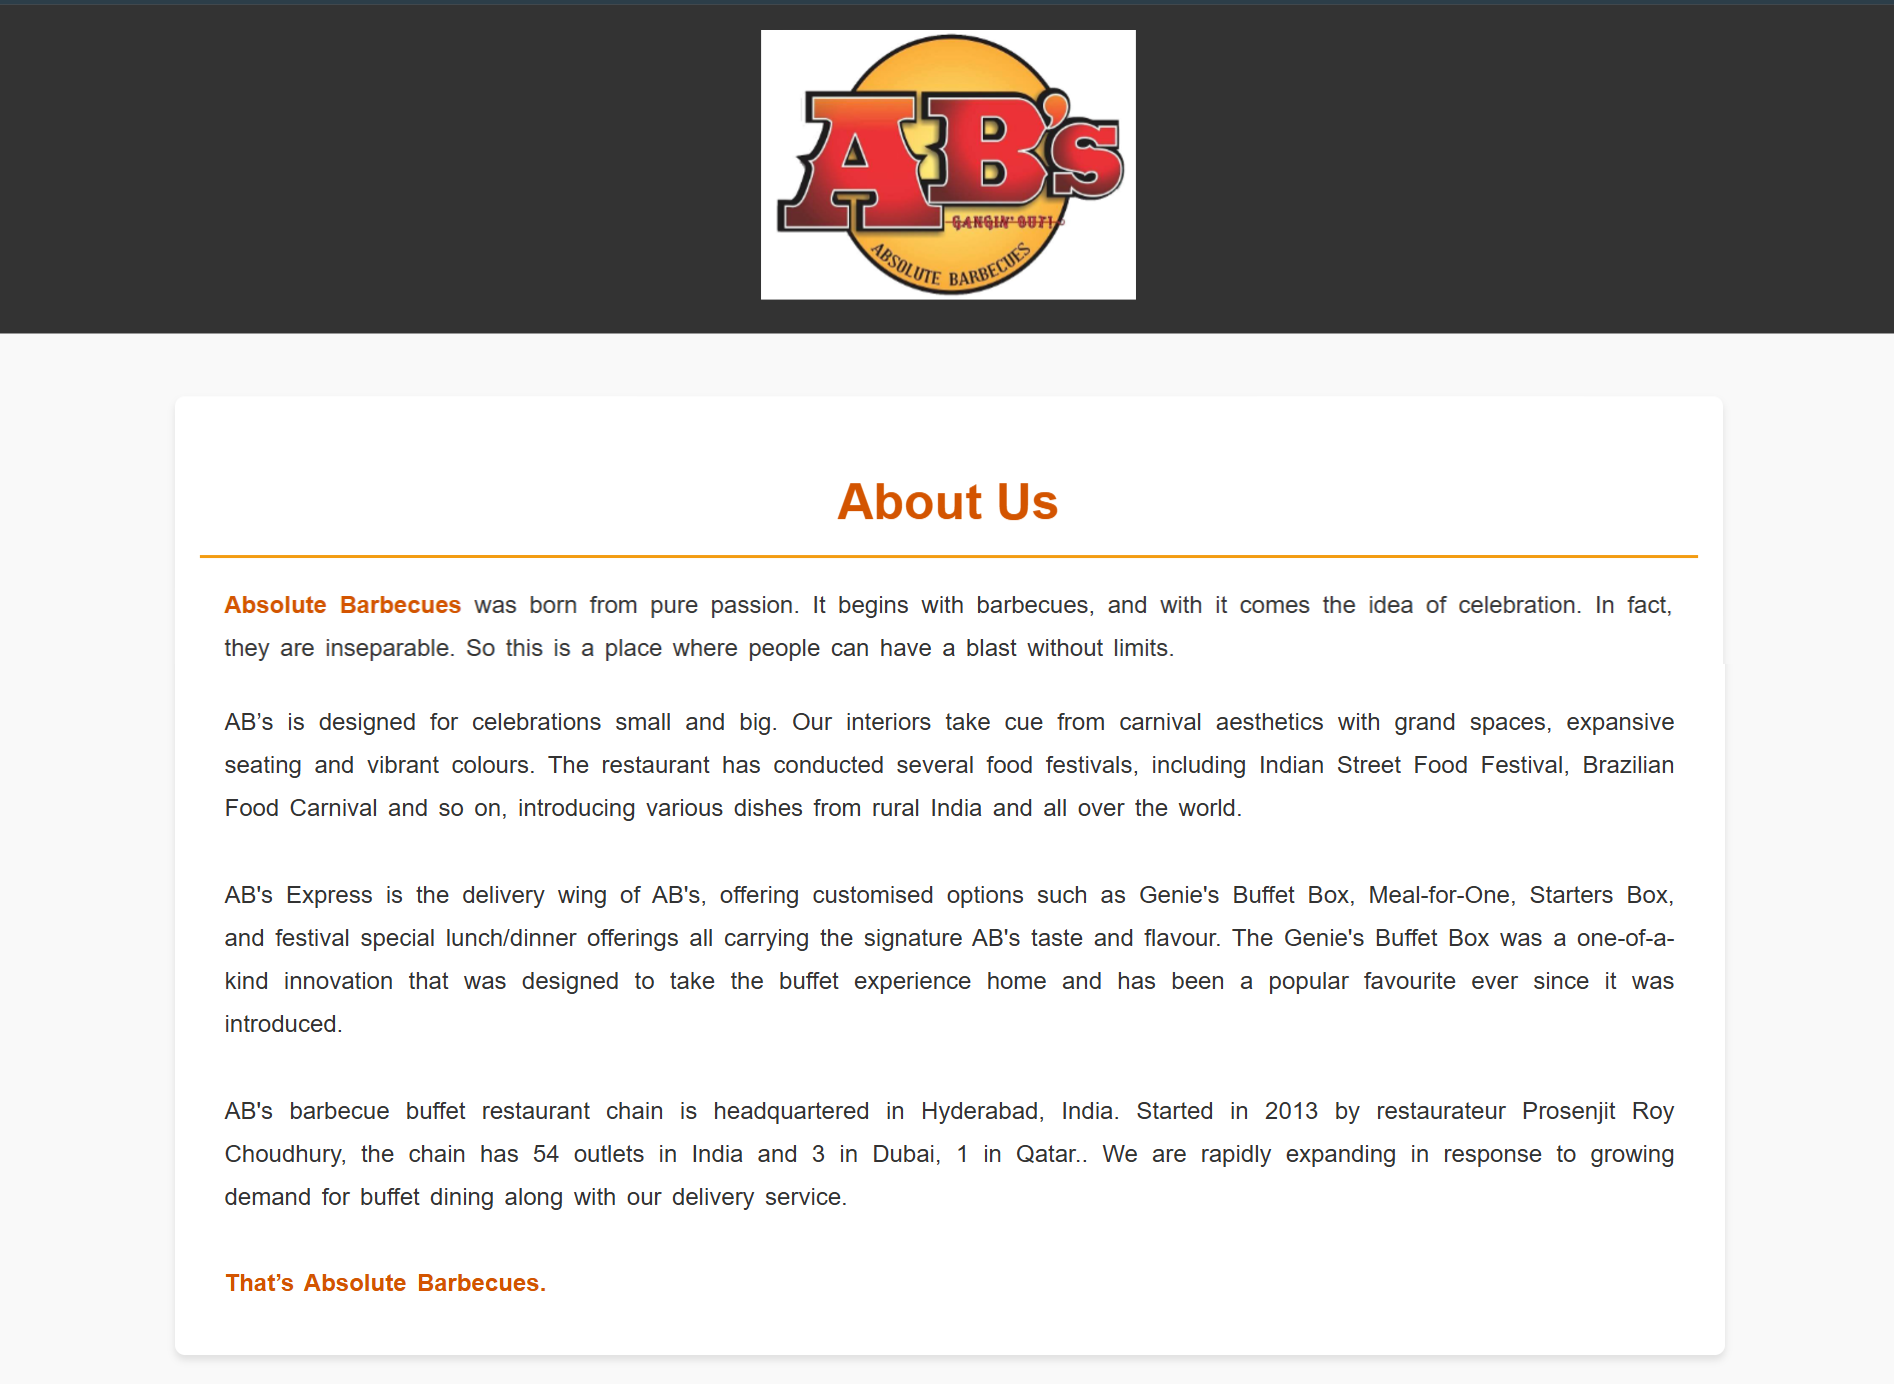 AB's
GANGIN' OUT!
ABSOLUTE BARBECUES
About Us
Absolute Barbecues was born from pure passion. It begins with barbecues, and with it comes the idea of celebration. In fact,
they are inseparable. So this is a place where people can have a blast without limits.
AB’s is designed for celebrations small and big. Our interiors take cue from carnival aesthetics with grand spaces, expansive
seating and vibrant colours. The restaurant has conducted several food festivals, including Indian Street Food Festival, Brazilian
Food Carnival and so on, introducing various dishes from rural India and all over the world.
AB's Express is the delivery wing of AB's, offering customised options such as Genie's Buffet Box, Meal-for-One, Starters Box,
and festival special lunch/dinner offerings all carrying the signature AB's taste and flavour. The Genie's Buffet Box was a one-of-a-
kind innovation that was designed to take the buffet experience home and has been a popular favourite ever since it was
introduced.
AB's barbecue buffet restaurant chain is headquartered in Hyderabad, India. Started in 2013 by restaurateur Prosenjit Roy
Choudhury, the chain has 54 outlets in India and 3 in Dubai, 1 in Qatar.. We are rapidly expanding in response to growing
demand for buffet dining along with our delivery service.
That’s Absolute Barbecues.